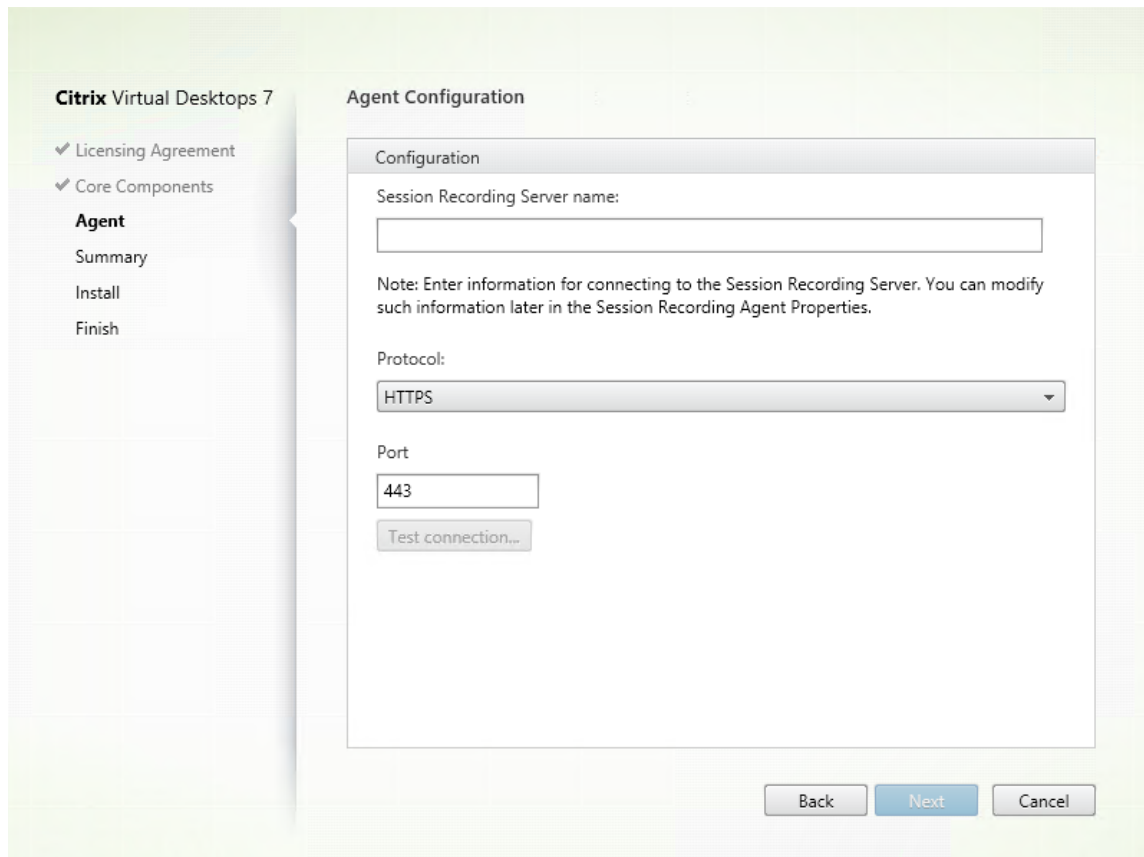 Citrix Virtual Desktops 7
Licensing Agreement
Core Components
Agent
Summary
Install
Finish
Agent Configuration
Configuration
Session Recording Server name:
Note: Enter information for connecting to the Session Recording Server. You can modify
such information later in the Session Recording Agent Properties.
Protocol:
HTTPS
Port
443
Test connection...
Back
Next
Cancel